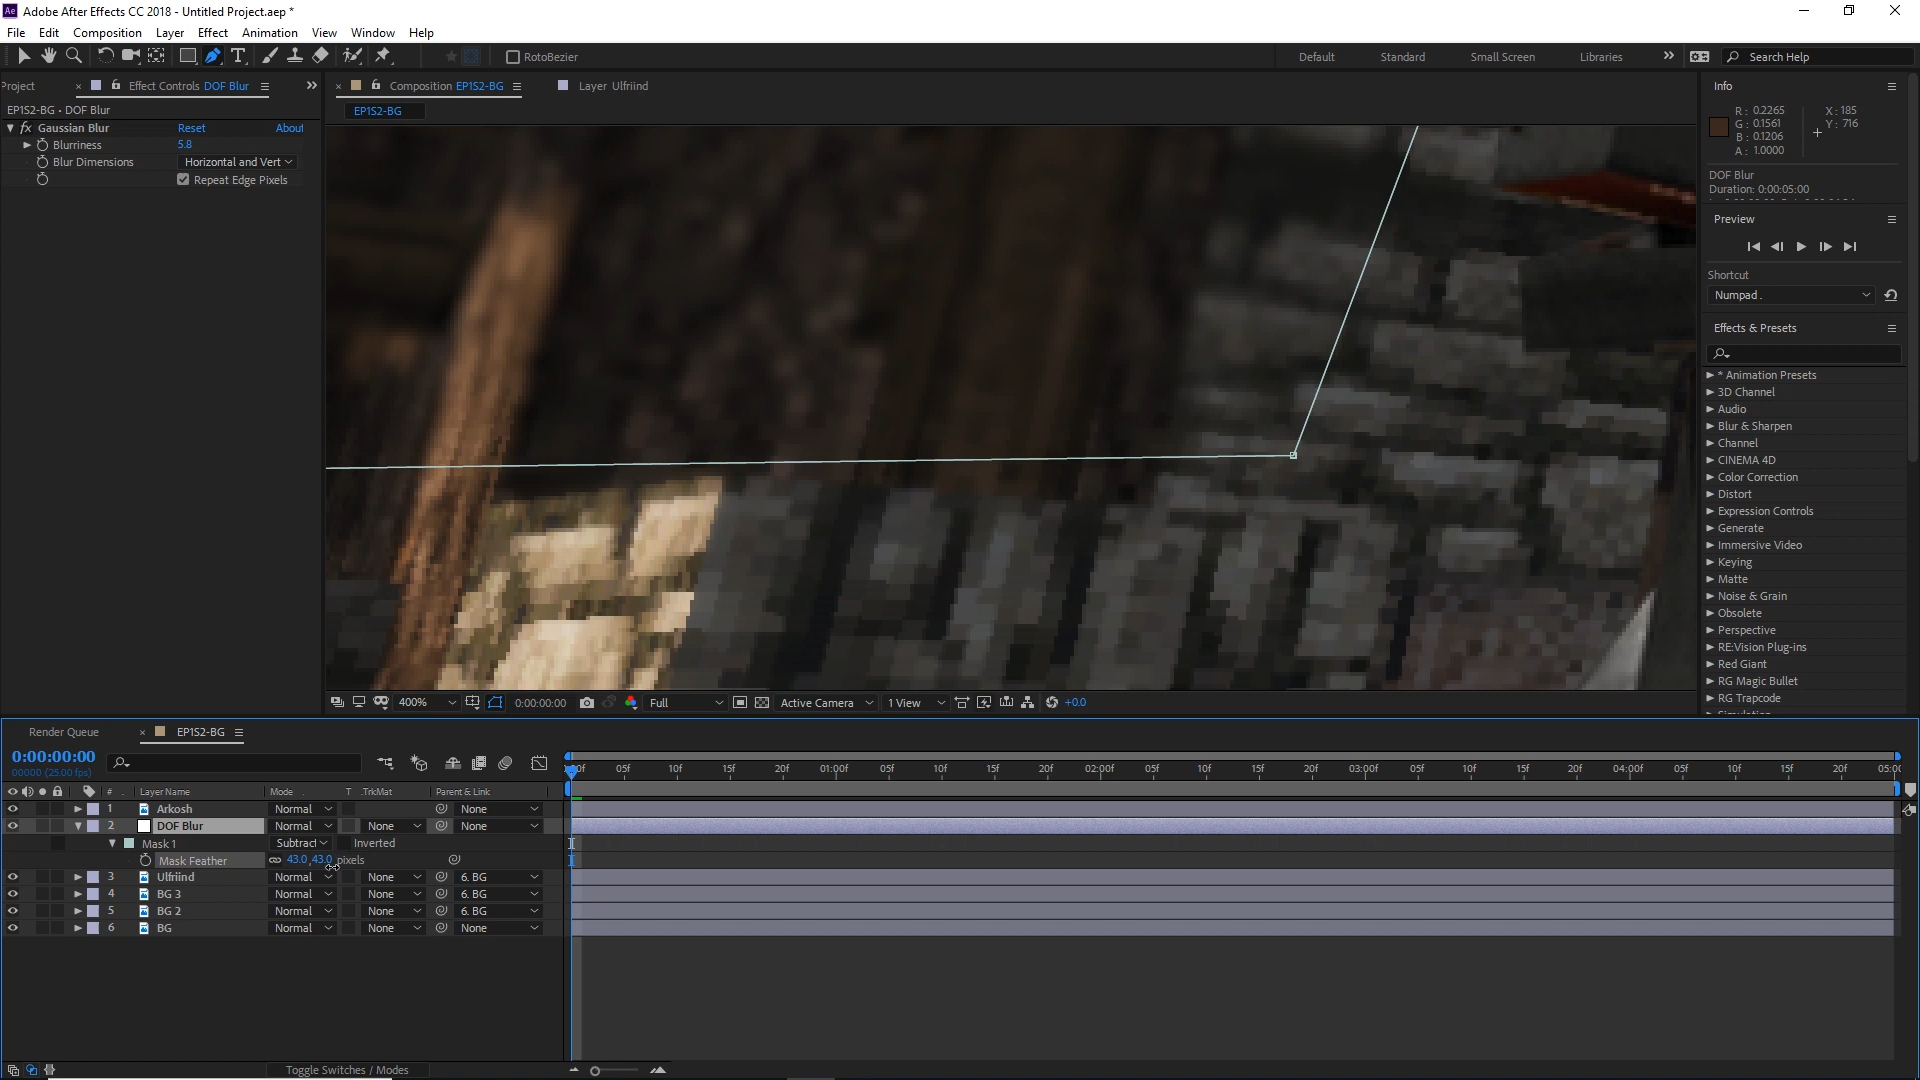 Adobe After Effects CC 2018 - Untitled Project.aep *
File Edit Composition Layer Effect Animation View Window Help
RotoBezier Default Standard Small Screen Libraries Search Help
Project Effect Controls DOF Blur
EP1S2-BG • DOF Blur
fx Gaussian Blur Reset About
Blurriness 5.8
Blur Dimensions Horizontal and Vert
Repeat Edge Pixels
Composition EP1S2-BG Layer Ulfriind
EP1S2-BG
400% 0:00:00:00 Full Active Camera 1 View +0.0
Info
R: 0.2265 X: 185
G: 0.1561 Y: 716
B: 0.1206
A: 1.0000
DOF Blur
Duration: 0:00:05:00
Preview
Shortcut
Numpad .
Effects & Presets
* Animation Presets
3D Channel
Audio
Blur & Sharpen
Channel
CINEMA 4D
Color Correction
Distort
Expression Controls
Generate
Immersive Video
Keying
Matte
Noise & Grain
Obsolete
Perspective
RE:Vision Plug-ins
Red Giant
RG Magic Bullet
RG Trapcode
Render Queue EP1S2-BG
0:00:00:00
00000 (25.00 fps)
05f 10f 15f 20f 01:00f 05f 10f 15f 20f 02:00f 05f 10f 15f 20f 03:00f 05f 10f 15f 20f 04:00f 05f 10f 15f 20f 05:00
# Layer Name Mode T .TrkMat Parent & Link
1 Arkosh Normal None
2 DOF Blur Normal None None
Mask 1 Subtract Inverted
Mask Feather 43.0,43.0 pixels
3 Ulfriind Normal None 6. BG
4 BG 3 Normal None 6. BG
5 BG 2 Normal None 6. BG
6 BG Normal None None
Toggle Switches / Modes